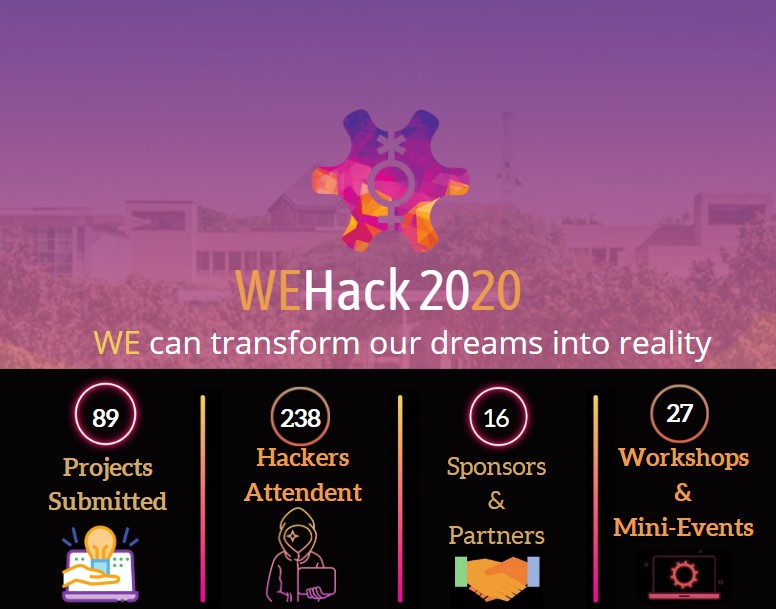 WEHack 2020
WE can transform our dreams into reality
89
Projects
Submitted
238
Hackers
Attendent
16
Sponsors
&
Partners
27
Workshops
&
Mini-Events